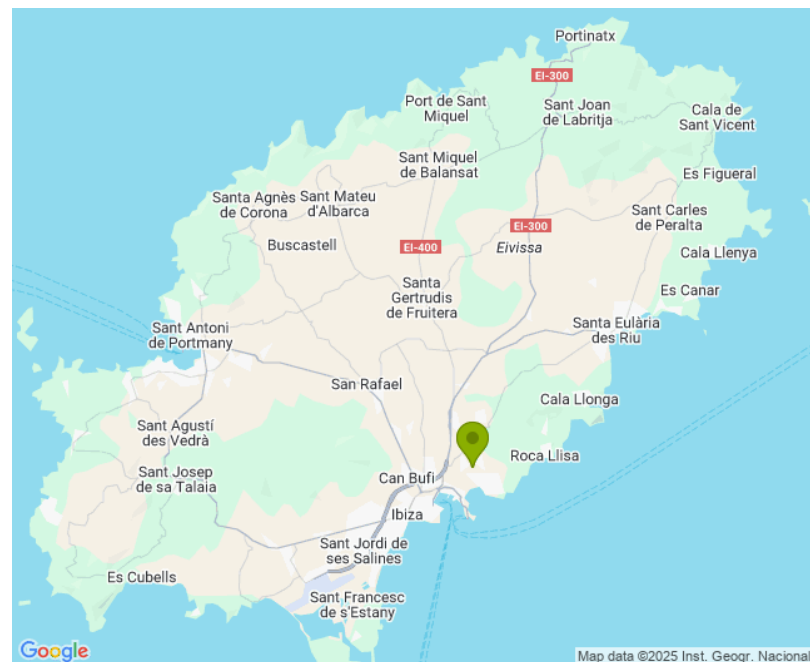 Portinatx
EI-300
Port de Sant
Miquel
Sant Joan
de Labritja
Cala de
Sant Vicent
Sant Miquel
de Balansat
Es Figueral
Santa Agnès
de Corona
Sant Mateu
d'Albarca
Sant Carles
de Peralta
EI-300
Buscastell
EI-400
Eivissa
Cala Llenya
Santa
Gertrudis
de Fruitera
Es Canar
Sant Antoni
de Portmany
Santa Eulària
des Riu
San Rafael
Cala Llonga
Sant Agustí
des Vedrà
Roca Llisa
Sant Josep
de sa Talaia
Can Bufi
Ibiza
Sant Jordi de
ses Salines
Es Cubells
Sant Francesc
de s'Estany
Google
Map data ©2025 Inst. Geogr. Nacional